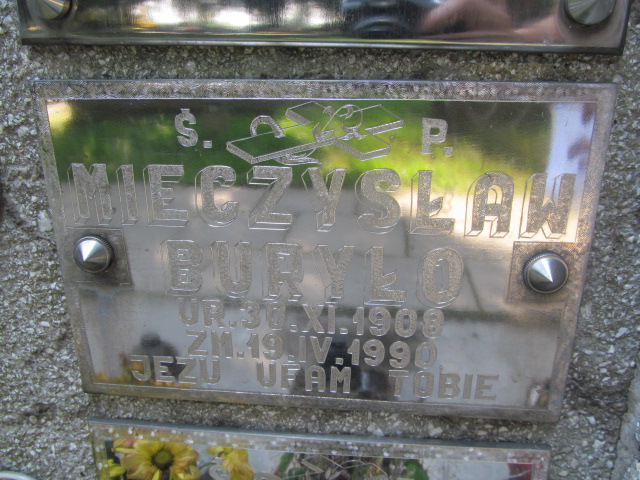 Ś. P.
MIECZYSŁAW
BURYŁO
UR. 30.XI.1908
ZM. 19.IV.1990
JEZU UFAM TOBIE